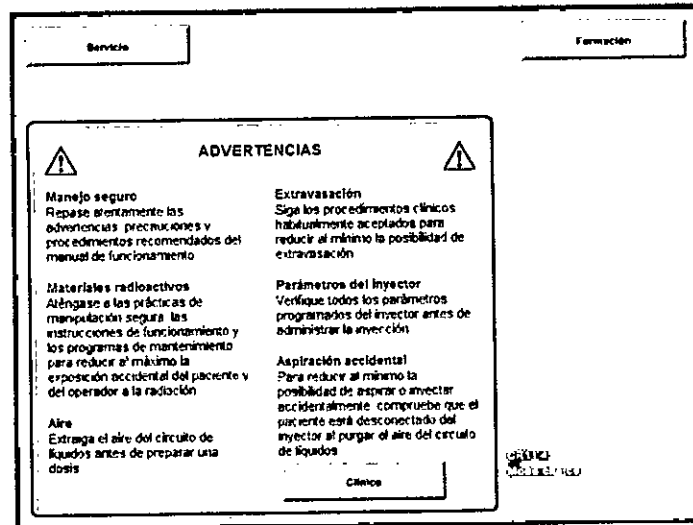 Servicio
Formación
ADVERTENCIAS
Manejo seguro
Repase atentamente las
advertencias precauciones y
procedimientos recomendados del
manual de funcionamiento
Materiales radioactivos
Aténgase a las prácticas de
manipulación segura las
instrucciones de funcionamiento y
los programas de mantenimiento
para reducir al máximo la
exposición accidental del paciente y
del operador a la radiación
Aire
Extraiga el aire del circuito de
líquidos antes de preparar una
dosis
Extravasación
Siga los procedimientos clínicos
habitualmente aceptados para
reducir al mínimo la posibilidad de
extravasación
Parámetros del inyector
Verifique todos los parámetros
programados del inyector antes de
administrar la inyección
Aspiración accidental
Para reducir al mínimo la
posibilidad de aspirar o inyectar
accidentalmente compruebe que el
paciente está desconectado del
inyector al purgar el aire del circuito
de líquidos
Clínica